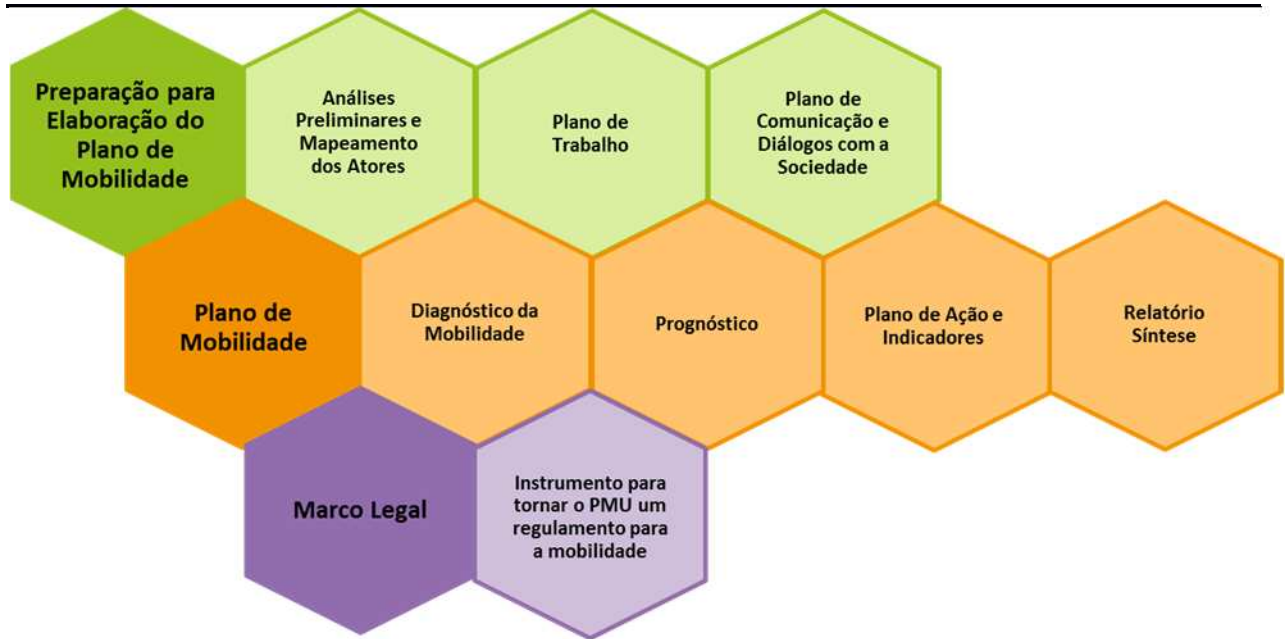 Preparação para
Elaboração do
Plano de
Mobilidade
Análises
Preliminares e
Mapeamento
dos Atores
Plano de
Trabalho
Plano de
Comunicação e
Diálogos com a
Sociedade
Plano de
Mobilidade
Diagnóstico da
Mobilidade
Prognóstico
Plano de Ação e
Indicadores
Relatório
Síntese
Marco Legal
Instrumento para
tornar o PMU um
regulamento para
a mobilidade